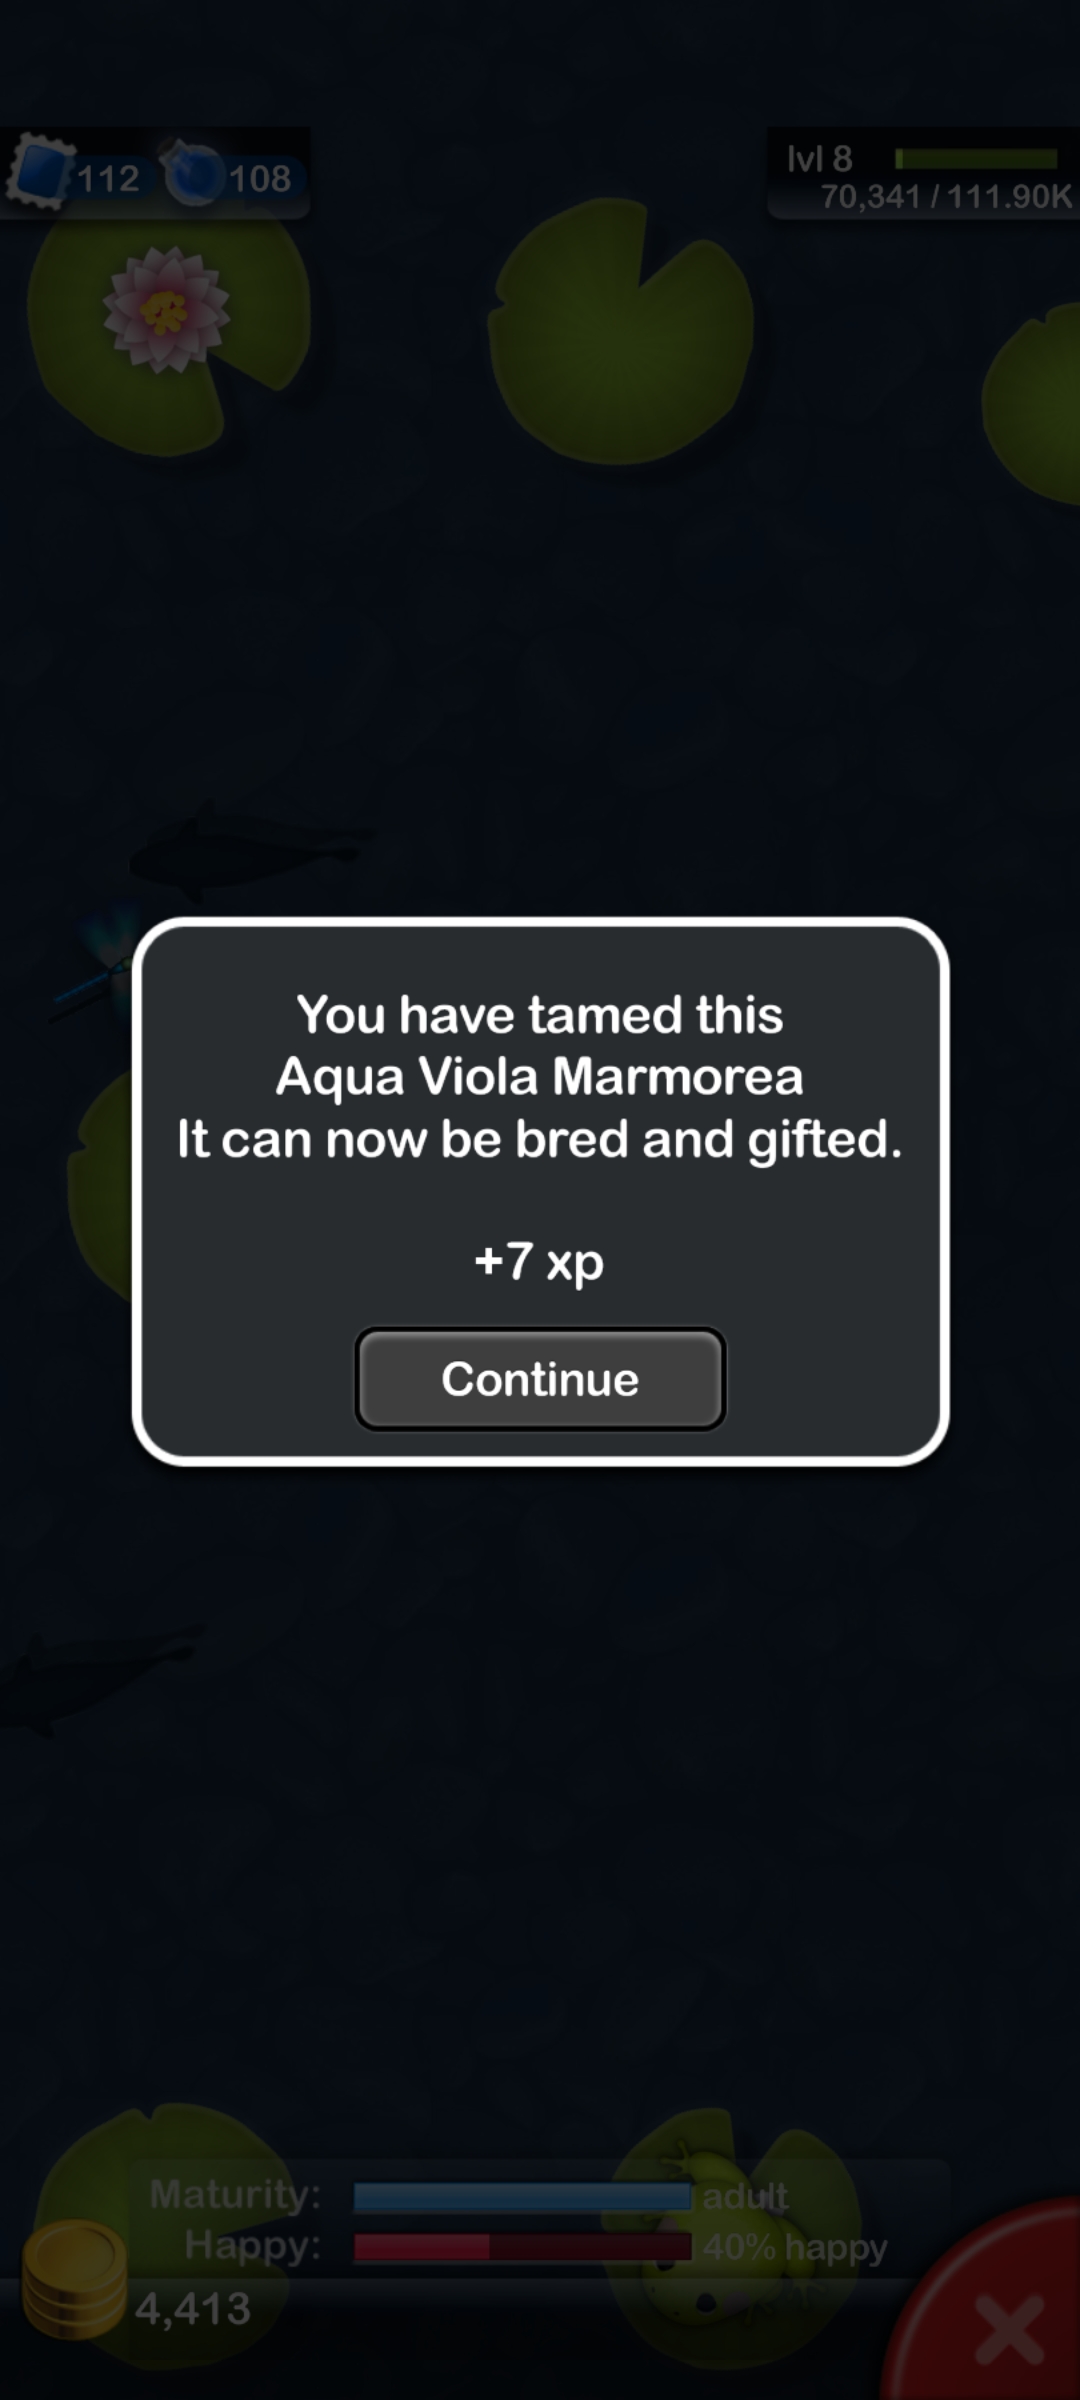 112 108
lvl 8
70,341 / 111.90K
You have tamed this
Aqua Viola Marmorea
It can now be bred and gifted.
+7 xp
Continue
Maturity: adult
Happy: 40% happy
4,413